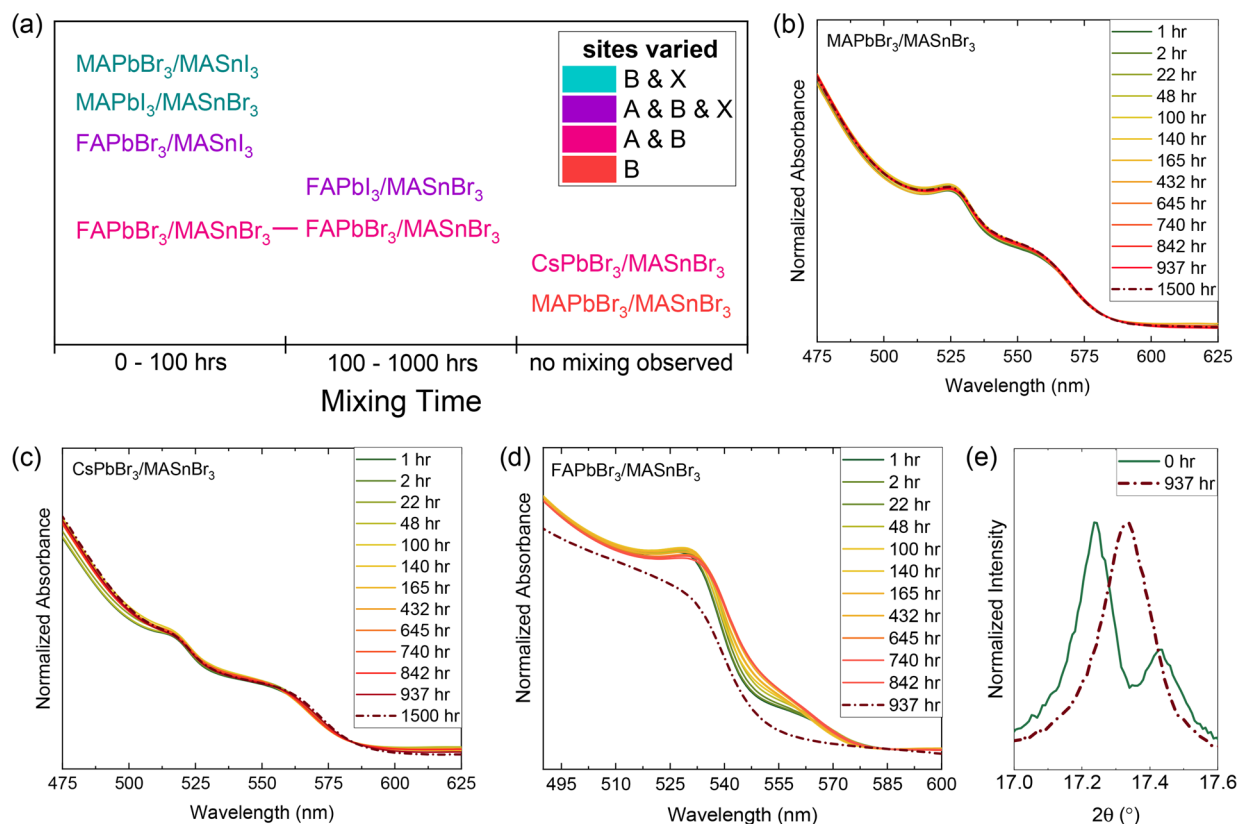 (a)
MAPbBr₃/MASnI₃
MAPbI₃/MASnBr₃
FAPbBr₃/MASnI₃
FAPbI₃/MASnBr₃
FAPbBr₃/MASnBr₃ — FAPbBr₃/MASnBr₃
CsPbBr₃/MASnBr₃
MAPbBr₃/MASnBr₃
sites varied
B & X
A & B & X
A & B
B
0 - 100 hrs
100 - 1000 hrs
no mixing observed
Mixing Time
(b)
MAPbBr₃/MASnBr₃
1 hr
2 hr
22 hr
48 hr
100 hr
140 hr
165 hr
432 hr
645 hr
740 hr
842 hr
937 hr
1500 hr
Normalized Absorbance
475 500 525 550 575 600 625
Wavelength (nm)
(c)
CsPbBr₃/MASnBr₃
1 hr
2 hr
22 hr
48 hr
100 hr
140 hr
165 hr
432 hr
645 hr
740 hr
842 hr
937 hr
1500 hr
Normalized Absorbance
475 500 525 550 575 600 625
Wavelength (nm)
(d)
FAPbBr₃/MASnBr₃
1 hr
2 hr
22 hr
48 hr
100 hr
140 hr
165 hr
432 hr
645 hr
740 hr
842 hr
937 hr
Normalized Absorbance
495 510 525 540 555 570 585 600
Wavelength (nm)
(e)
0 hr
937 hr
Normalized Intensity
17.0 17.2 17.4 17.6
2θ (°)